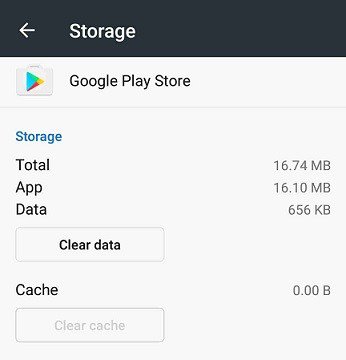 Storage
Google Play Store
Storage
Total 16.74 MB
App 16.10 MB
Data 656 KB
Clear data
Cache 0.00 B
Clear cache